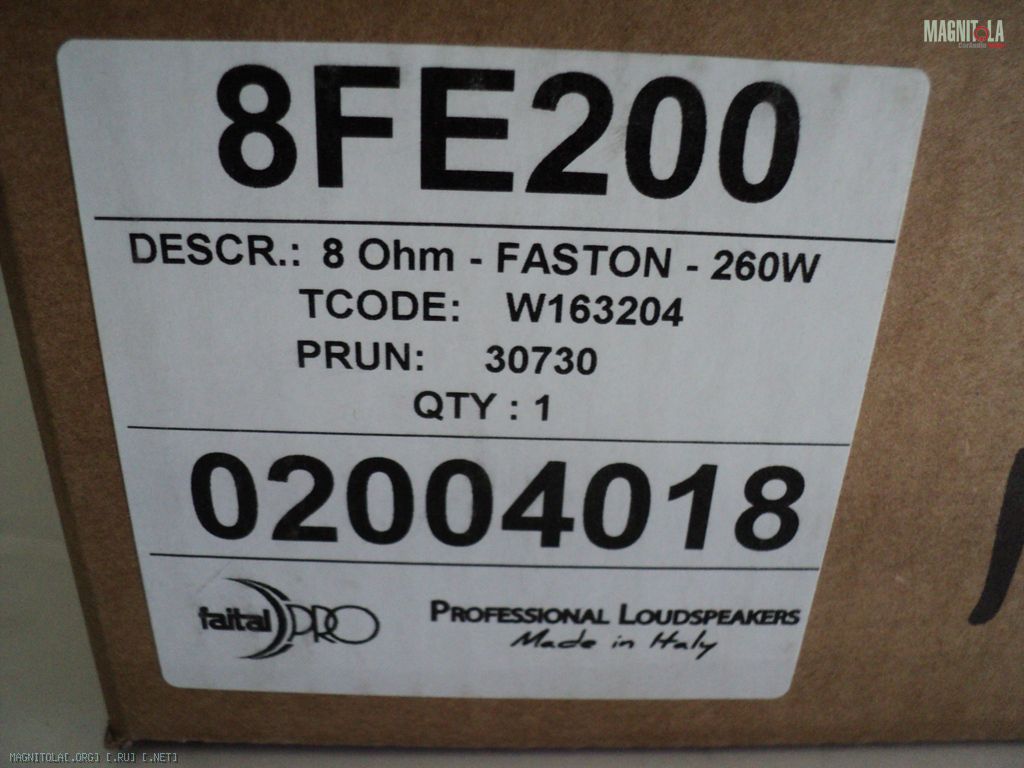 MAGNITOLA
CarAudio
8FE200
DESCR.: 8 Ohm - FASTON - 260W
TCODE: W163204
PRUN: 30730
QTY : 1
02004018
faital PRO
PROFESSIONAL LOUDSPEAKERS
Made in Italy
MAGNITOLA[.ORG] [.RU] [.NET]